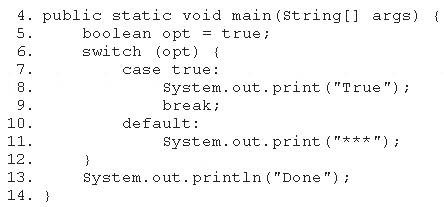 4. public static void main(String[] args) {
5.     boolean opt = true;
6.     switch (opt) {
7.         case true:
8.             System.out.print("True");
9.             break;
10.         default:
11.             System.out.print("***");
12.     }
13.     System.out.println("Done");
14. }